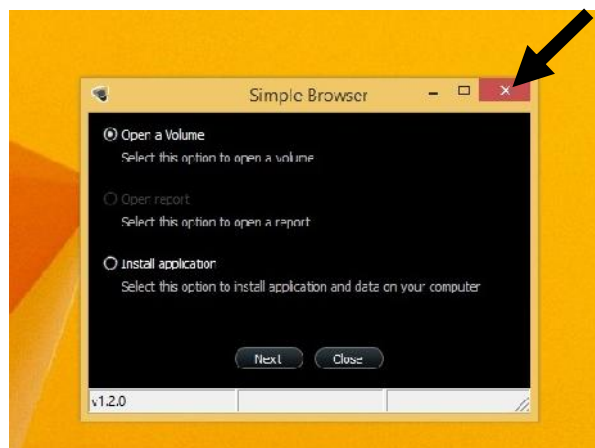 Simple Browser
Open a Volume
Select this option to open a volume
Open report
Select this option to open a report
Install application
Select this option to install application and data on your computer
Next Close
v1.2.0